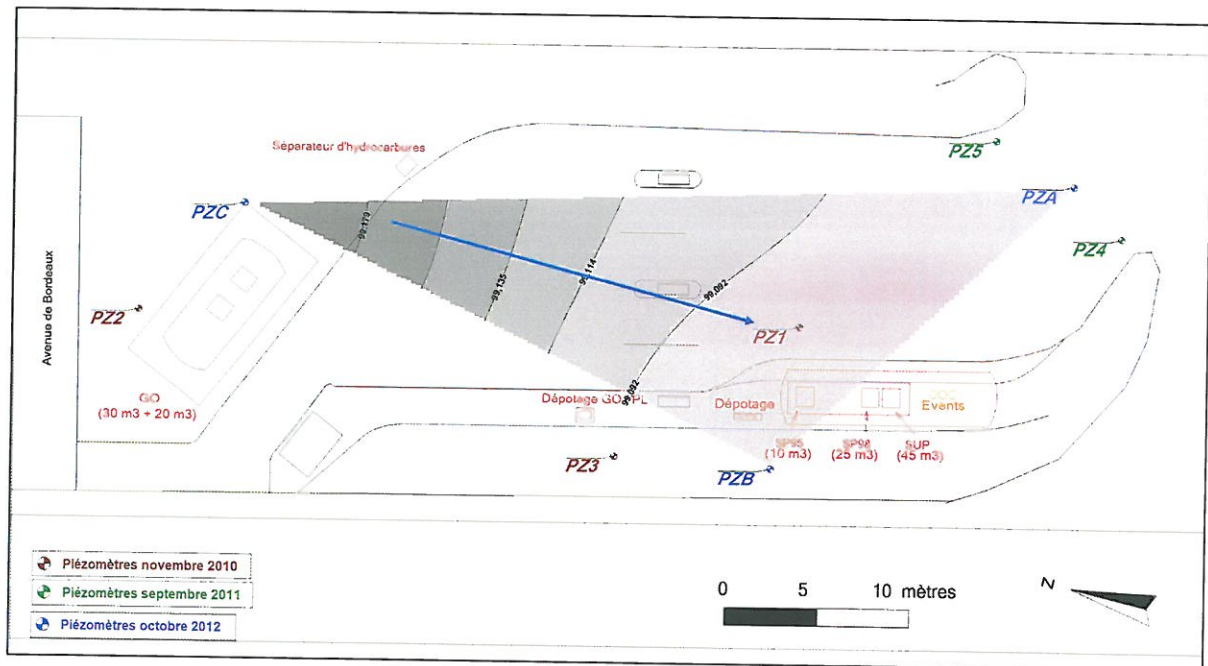 Séparateur d'hydrocarbures
PZ5
PZA
PZC
PZ4
99,170
99,135
99,114
99,092
PZ2
PZ1
Avenue de Bordeaux
GO
(30 m3 + 20 m3)
99,092
Dépotage GO
PL
Dépotage
Events
SP95
(10 m3)
SP98
(25 m3)
SUP
(45 m3)
PZ3
PZB
Piézomètres novembre 2010
Piézomètres septembre 2011
Piézomètres octobre 2012
0 5 10 mètres
N